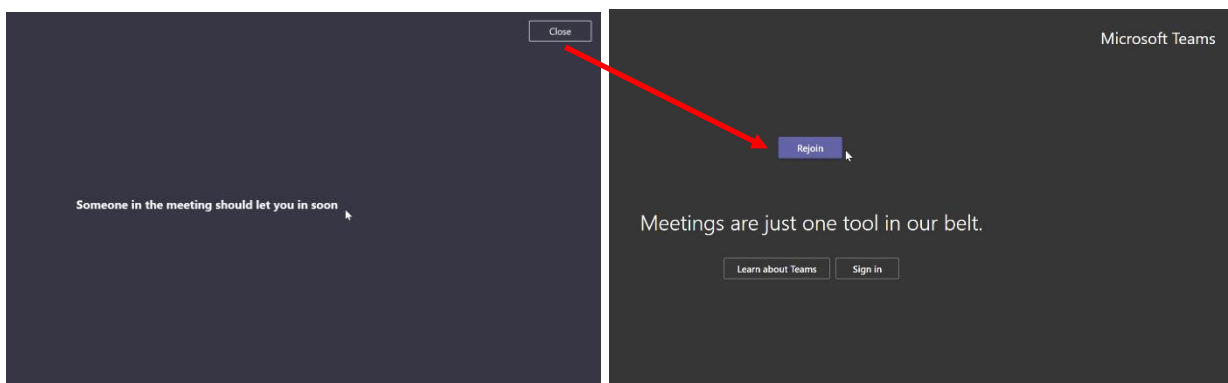 Close
Someone in the meeting should let you in soon
Microsoft Teams
Rejoin
Meetings are just one tool in our belt.
Learn about Teams
Sign in